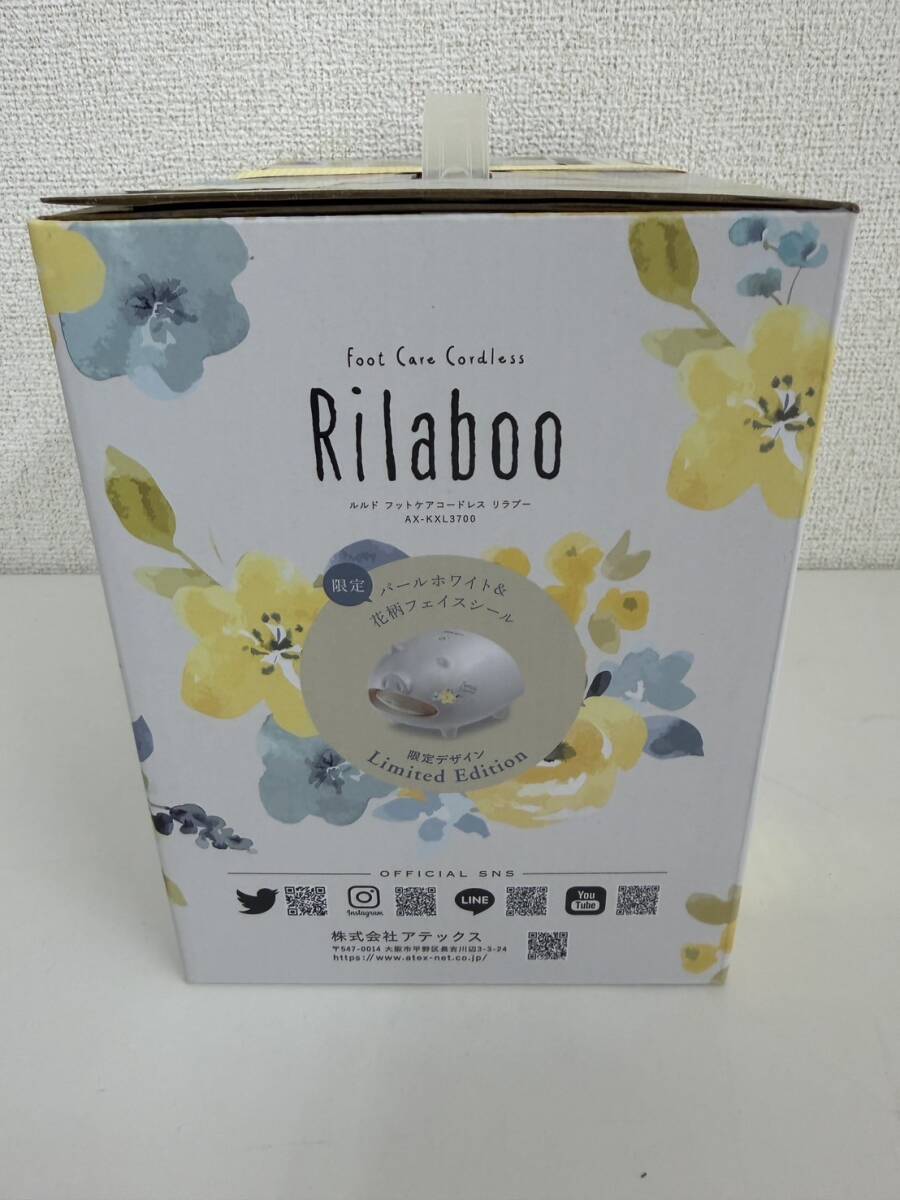 Foot Care Cordless
Rilaboo
ルルド フットケアコードレス リラブー
AX-KXL3700
限定
パールホワイト&
花柄フェイスシール
限定デザイン
Limited Edition
OFFICIAL SNS
Instagram
LINE
You
Tube
株式会社アテックス
〒547-0014 大阪市平野区長吉川辺3-3-24
https://www.atex-net.co.jp/